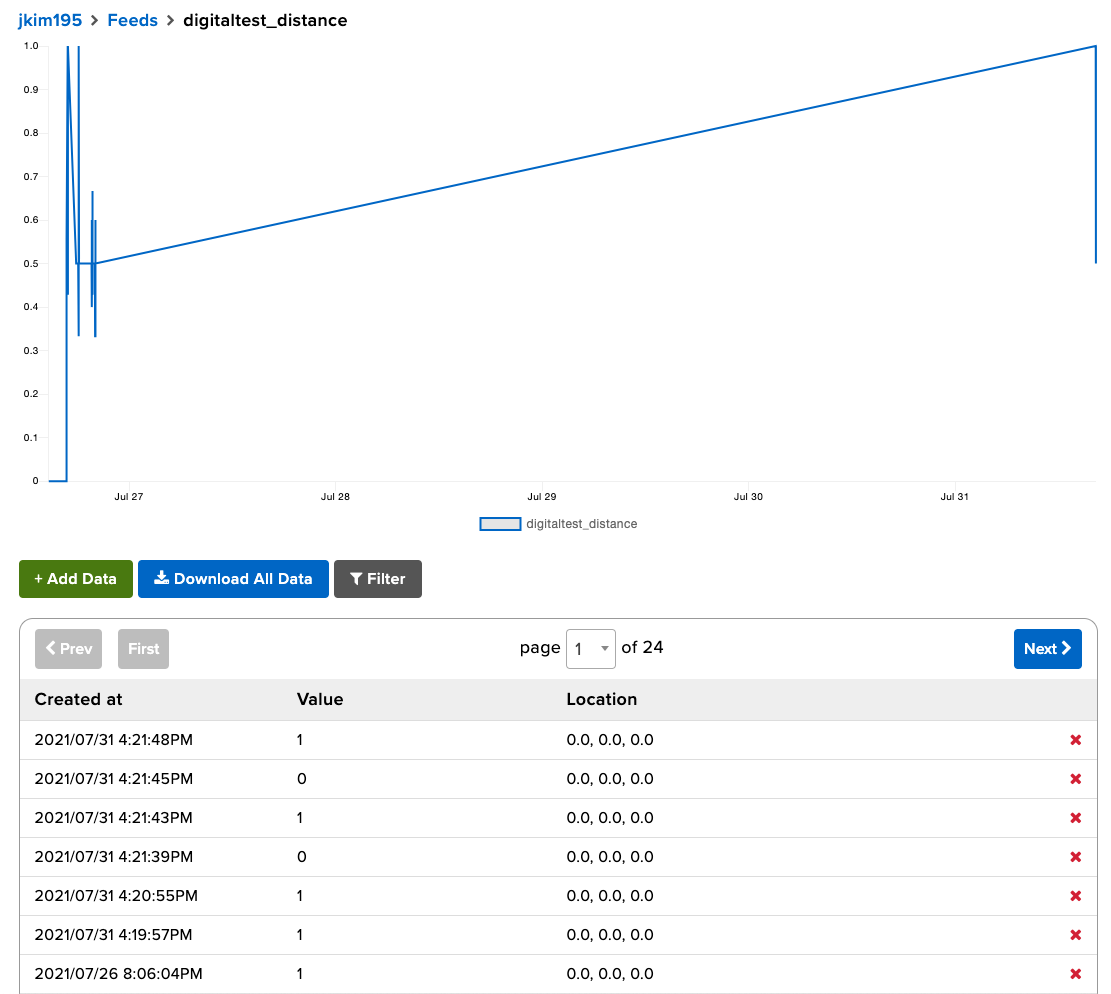 jkim195 > Feeds > digitaltest_distance
1.0
0.9
0.8
0.7
0.6
0.5
0.4
0.3
0.2
0.1
0
Jul 27 Jul 28 Jul 29 Jul 30 Jul 31
digitaltest_distance
+ Add Data Download All Data Filter
Prev First page 1 of 24 Next
Created at Value Location
2021/07/31 4:21:48PM 1 0.0, 0.0, 0.0
2021/07/31 4:21:45PM 0 0.0, 0.0, 0.0
2021/07/31 4:21:43PM 1 0.0, 0.0, 0.0
2021/07/31 4:21:39PM 0 0.0, 0.0, 0.0
2021/07/31 4:20:55PM 1 0.0, 0.0, 0.0
2021/07/31 4:19:57PM 1 0.0, 0.0, 0.0
2021/07/26 8:06:04PM 1 0.0, 0.0, 0.0